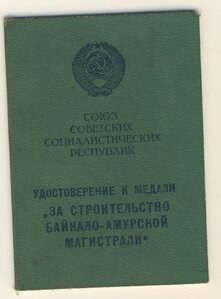 СОЮЗ
СОВЕТСКИХ
СОЦИАЛИСТИЧЕСКИХ
РЕСПУБЛИК
УДОСТОВЕРЕНИЕ К МЕДАЛИ
„ЗА СТРОИТЕЛЬСТВО
БАЙКАЛО-АМУРСКОЙ
МАГИСТРАЛИ“